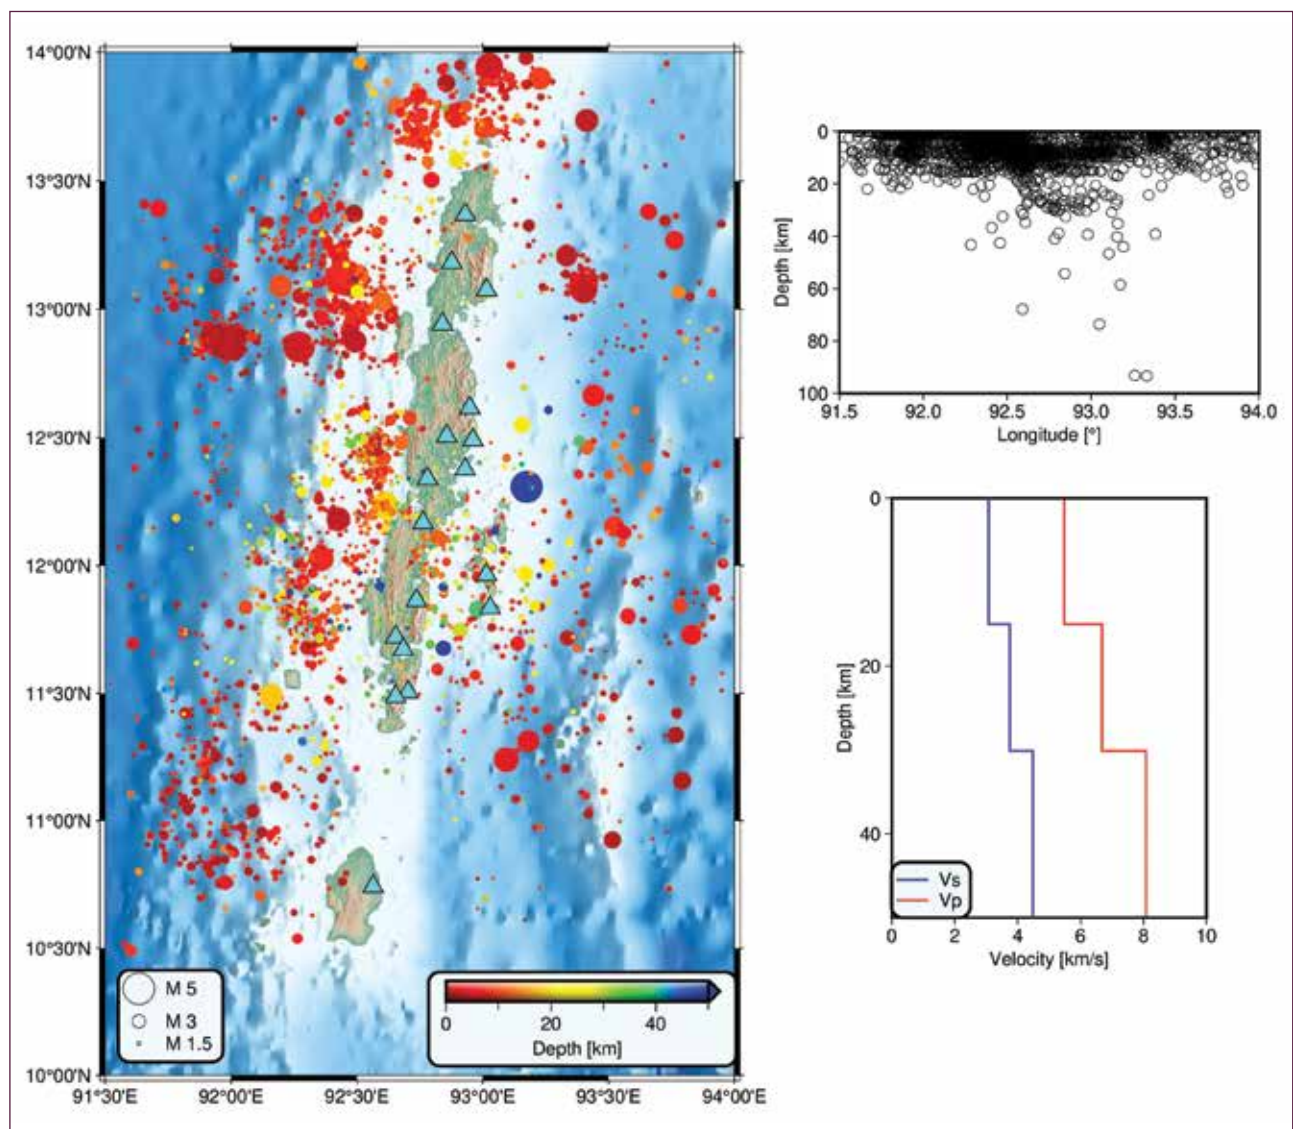 14°00'N
13°30'N
13°00'N
12°30'N
12°00'N
11°30'N
11°00'N
10°30'N
10°00'N
91°30'E 92°00'E 92°30'E 93°00'E 93°30'E 94°00'E
M 5
M 3
M 1.5
0 20 40
Depth [km]
0
20
40
60
80
100
Depth [km]
91.5 92.0 92.5 93.0 93.5 94.0
Longitude [°]
0
20
40
Depth [km]
Vs
Vp
0 2 4 6 8 10
Velocity [km/s]